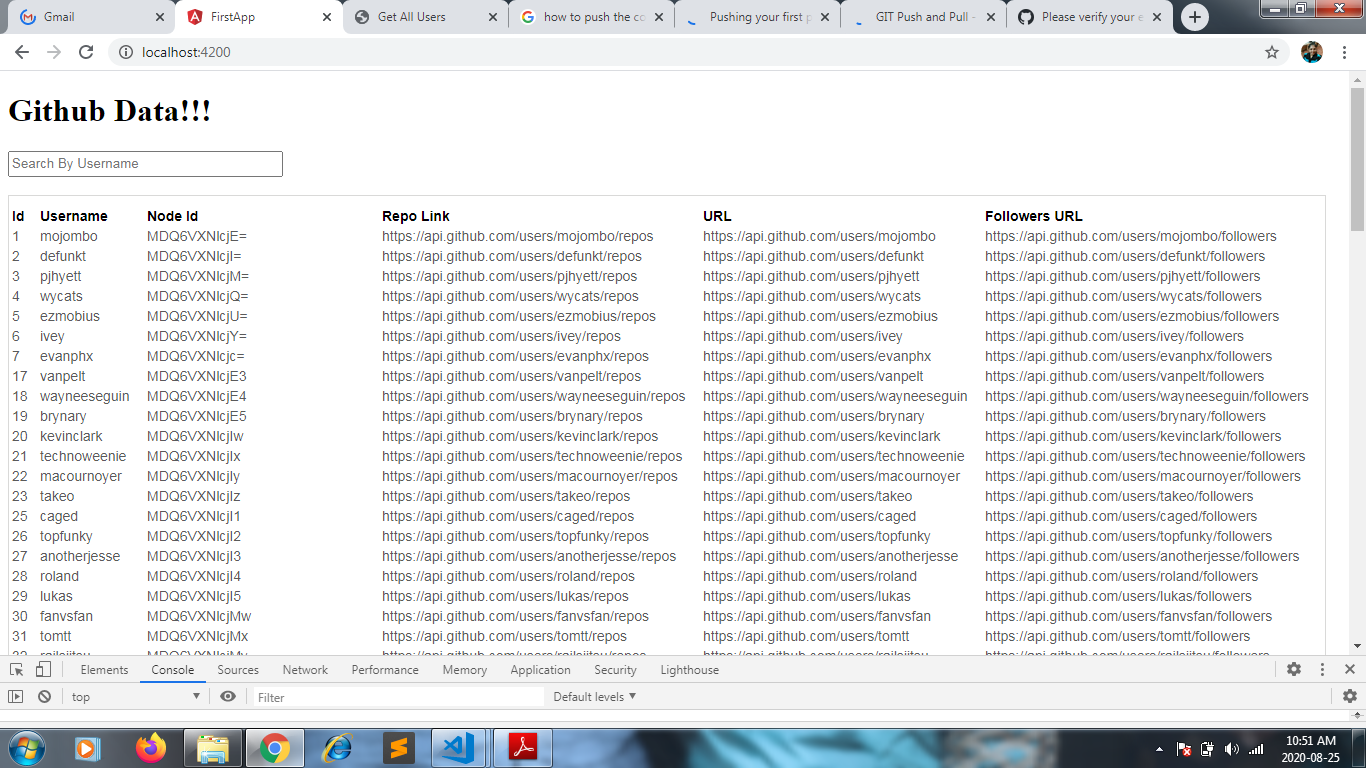 Gmail
FirstApp
Get All Users
how to push the co
Pushing your first p
GIT Push and Pull -
Please verify your e
localhost:4200
Github Data!!!
Search By Username
Id Username Node Id Repo Link URL Followers URL
1 mojombo MDQ6VXNlcjE= https://api.github.com/users/mojombo/repos https://api.github.com/users/mojombo https://api.github.com/users/mojombo/followers
2 defunkt MDQ6VXNlcjI= https://api.github.com/users/defunkt/repos https://api.github.com/users/defunkt https://api.github.com/users/defunkt/followers
3 pjhyett MDQ6VXNlcjM= https://api.github.com/users/pjhyett/repos https://api.github.com/users/pjhyett https://api.github.com/users/pjhyett/followers
4 wycats MDQ6VXNlcjQ= https://api.github.com/users/wycats/repos https://api.github.com/users/wycats https://api.github.com/users/wycats/followers
5 ezmobius MDQ6VXNlcjU= https://api.github.com/users/ezmobius/repos https://api.github.com/users/ezmobius https://api.github.com/users/ezmobius/followers
6 ivey MDQ6VXNlcjY= https://api.github.com/users/ivey/repos https://api.github.com/users/ivey https://api.github.com/users/ivey/followers
7 evanphx MDQ6VXNlcjc= https://api.github.com/users/evanphx/repos https://api.github.com/users/evanphx https://api.github.com/users/evanphx/followers
17 vanpelt MDQ6VXNlcjE3 https://api.github.com/users/vanpelt/repos https://api.github.com/users/vanpelt https://api.github.com/users/vanpelt/followers
18 wayneeseguin MDQ6VXNlcjE4 https://api.github.com/users/wayneeseguin/repos https://api.github.com/users/wayneeseguin https://api.github.com/users/wayneeseguin/followers
19 brynary MDQ6VXNlcjE5 https://api.github.com/users/brynary/repos https://api.github.com/users/brynary https://api.github.com/users/brynary/followers
20 kevinclark MDQ6VXNlcjIw https://api.github.com/users/kevinclark/repos https://api.github.com/users/kevinclark https://api.github.com/users/kevinclark/followers
21 technoweenie MDQ6VXNlcjIx https://api.github.com/users/technoweenie/repos https://api.github.com/users/technoweenie https://api.github.com/users/technoweenie/followers
22 macournoyer MDQ6VXNlcjIy https://api.github.com/users/macournoyer/repos https://api.github.com/users/macournoyer https://api.github.com/users/macournoyer/followers
23 takeo MDQ6VXNlcjIz https://api.github.com/users/takeo/repos https://api.github.com/users/takeo https://api.github.com/users/takeo/followers
25 caged MDQ6VXNlcjI1 https://api.github.com/users/caged/repos https://api.github.com/users/caged https://api.github.com/users/caged/followers
26 topfunky MDQ6VXNlcjI2 https://api.github.com/users/topfunky/repos https://api.github.com/users/topfunky https://api.github.com/users/topfunky/followers
27 anotherjesse MDQ6VXNlcjI3 https://api.github.com/users/anotherjesse/repos https://api.github.com/users/anotherjesse https://api.github.com/users/anotherjesse/followers
28 roland MDQ6VXNlcjI4 https://api.github.com/users/roland/repos https://api.github.com/users/roland https://api.github.com/users/roland/followers
29 lukas MDQ6VXNlcjI5 https://api.github.com/users/lukas/repos https://api.github.com/users/lukas https://api.github.com/users/lukas/followers
30 fanvsfan MDQ6VXNlcjMw https://api.github.com/users/fanvsfan/repos https://api.github.com/users/fanvsfan https://api.github.com/users/fanvsfan/followers
31 tomtt MDQ6VXNlcjMx https://api.github.com/users/tomtt/repos https://api.github.com/users/tomtt https://api.github.com/users/tomtt/followers
Elements Console Sources Network Performance Memory Application Security Lighthouse
top Filter Default levels
10:51 AM
2020-08-25